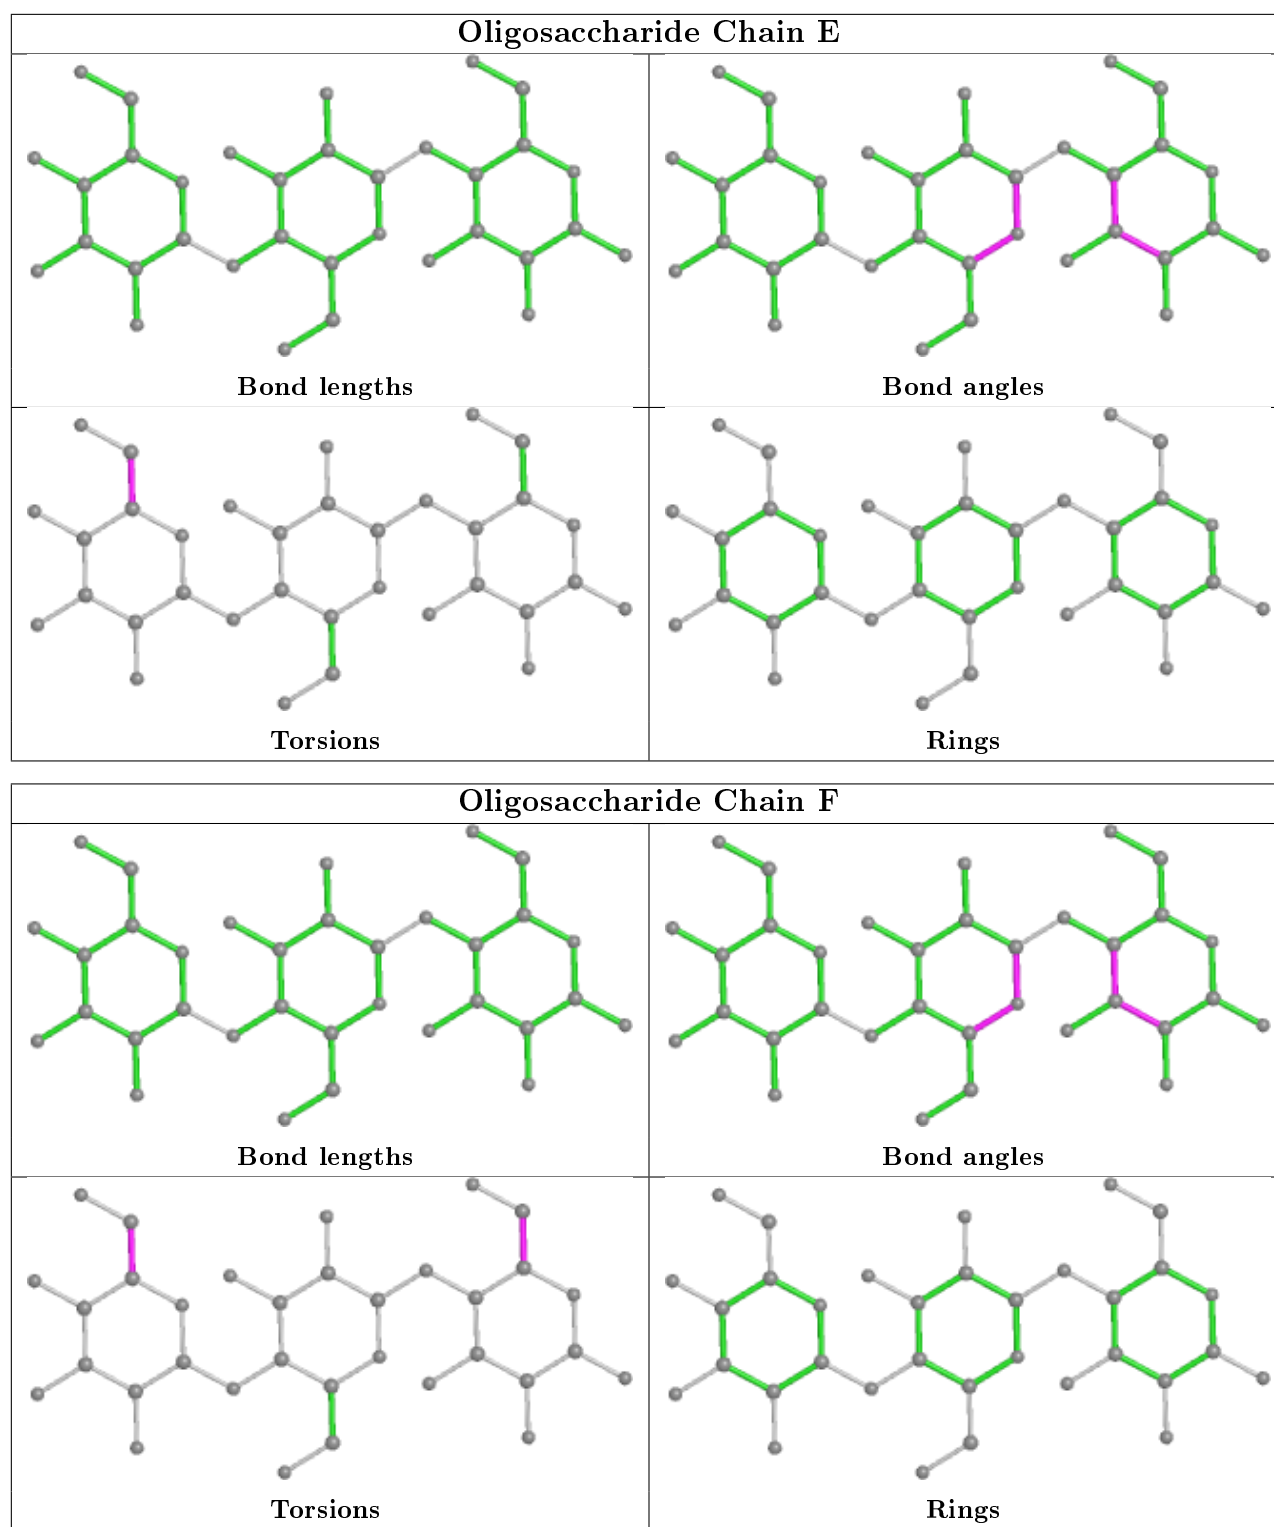 Oligosaccharide Chain E
Bond lengths
Bond angles
Torsions
Rings
Oligosaccharide Chain F
Bond lengths
Bond angles
Torsions
Rings